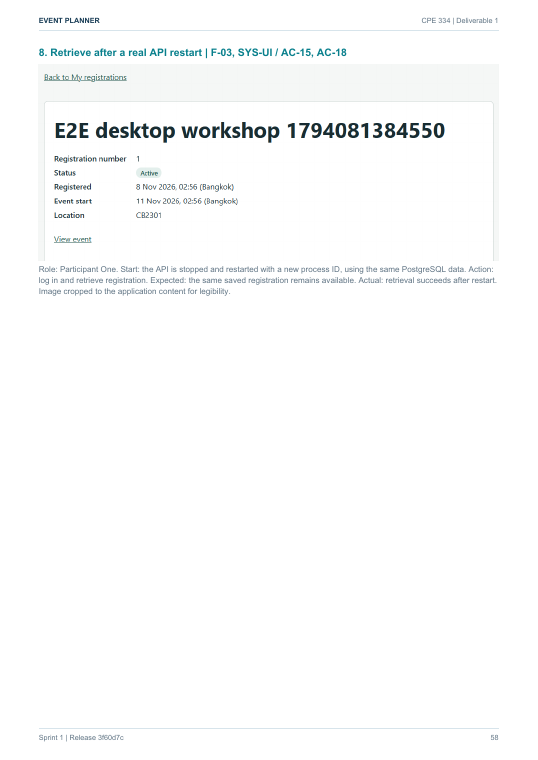 EVENT PLANNER
CPE 334 | Deliverable 1
8. Retrieve after a real API restart | F-03, SYS-UI / AC-15, AC-18
Back to My registrations
E2E desktop workshop 1794081384550
Registration number 1
Status Active
Registered 8 Nov 2026, 02:56 (Bangkok)
Event start 11 Nov 2026, 02:56 (Bangkok)
Location CB2301
View event
Role: Participant One. Start: the API is stopped and restarted with a new process ID, using the same PostgreSQL data. Action:
log in and retrieve registration. Expected: the same saved registration remains available. Actual: retrieval succeeds after restart.
Image cropped to the application content for legibility.
Sprint 1 | Release 3f60d7c
58